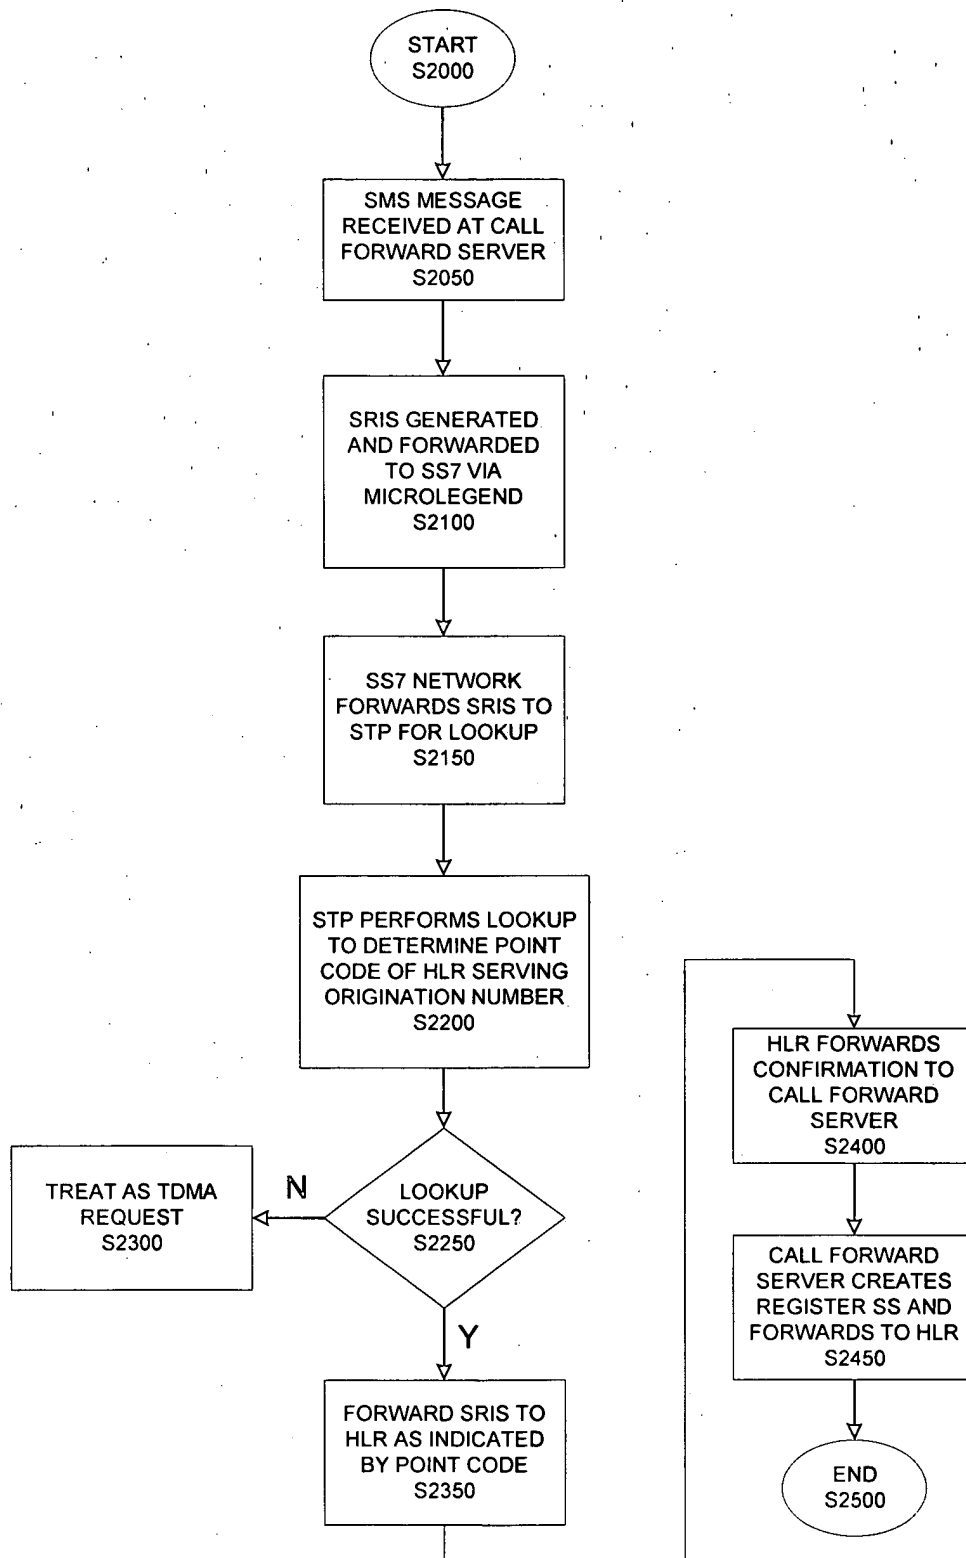 START
S2000
SMS MESSAGE
RECEIVED AT CALL
FORWARD SERVER
S2050
SRIS GENERATED
AND FORWARDED
TO SS7 VIA
MICROLEGEND
S2100
SS7 NETWORK
FORWARDS SRIS TO
STP FOR LOOKUP
S2150
STP PERFORMS LOOKUP
TO DETERMINE POINT
CODE OF HLR SERVING
ORIGINATION NUMBER
S2200
LOOKUP
SUCCESSFUL?
S2250
N
TREAT AS TDMA
REQUEST
S2300
Y
FORWARD SRIS TO
HLR AS INDICATED
BY POINT CODE
S2350
HLR FORWARDS
CONFIRMATION TO
CALL FORWARD
SERVER
S2400
CALL FORWARD
SERVER CREATES
REGISTER SS AND
FORWARDS TO HLR
S2450
END
S2500